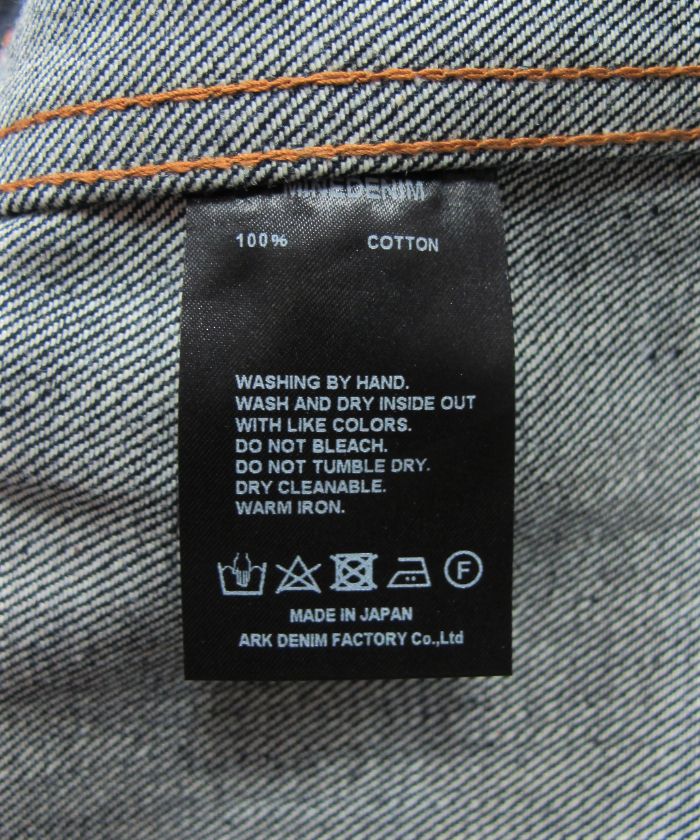 MINEDENIM
100% COTTON
WASHING BY HAND.
WASH AND DRY INSIDE OUT
WITH LIKE COLORS.
DO NOT BLEACH.
DO NOT TUMBLE DRY.
DRY CLEANABLE.
WARM IRON.
F
MADE IN JAPAN
ARK DENIM FACTORY Co.,Ltd